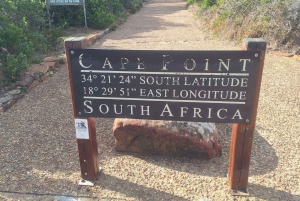 Cape Point
34° 21' 24" SOUTH LATITUDE
18° 29' 51" EAST LONGITUDE
South Africa